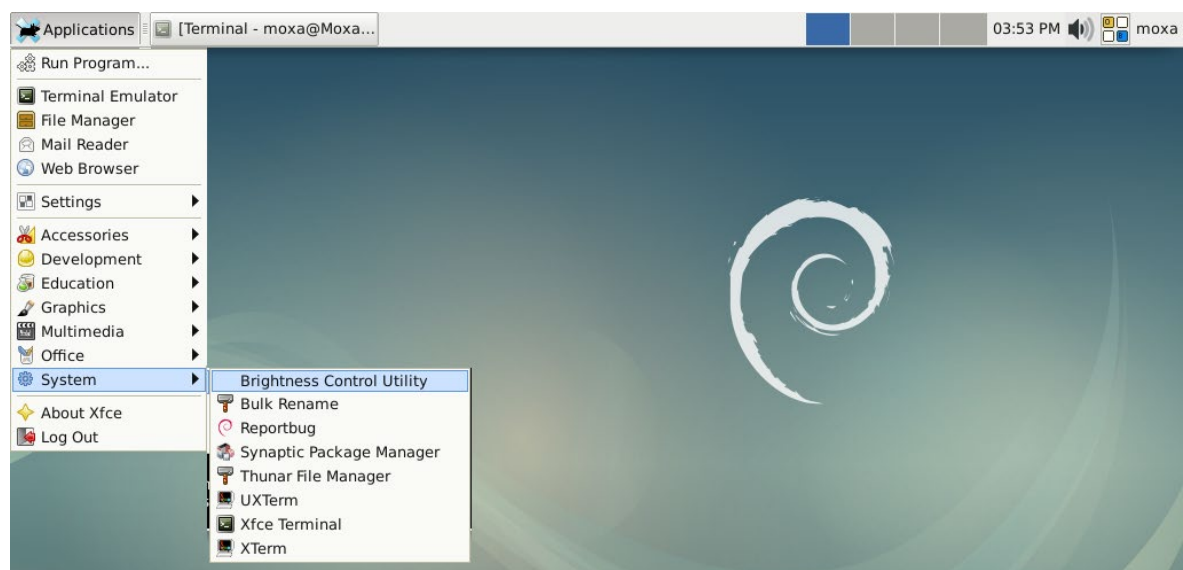 Applications [Terminal - moxa@Moxa... 03:53 PM moxa
Run Program...
Terminal Emulator
File Manager
Mail Reader
Web Browser
Settings
Accessories
Development
Education
Graphics
Multimedia
Office
System
About Xfce
Log Out
Brightness Control Utility
Bulk Rename
Reportbug
Synaptic Package Manager
Thunar File Manager
UXTerm
Xfce Terminal
XTerm